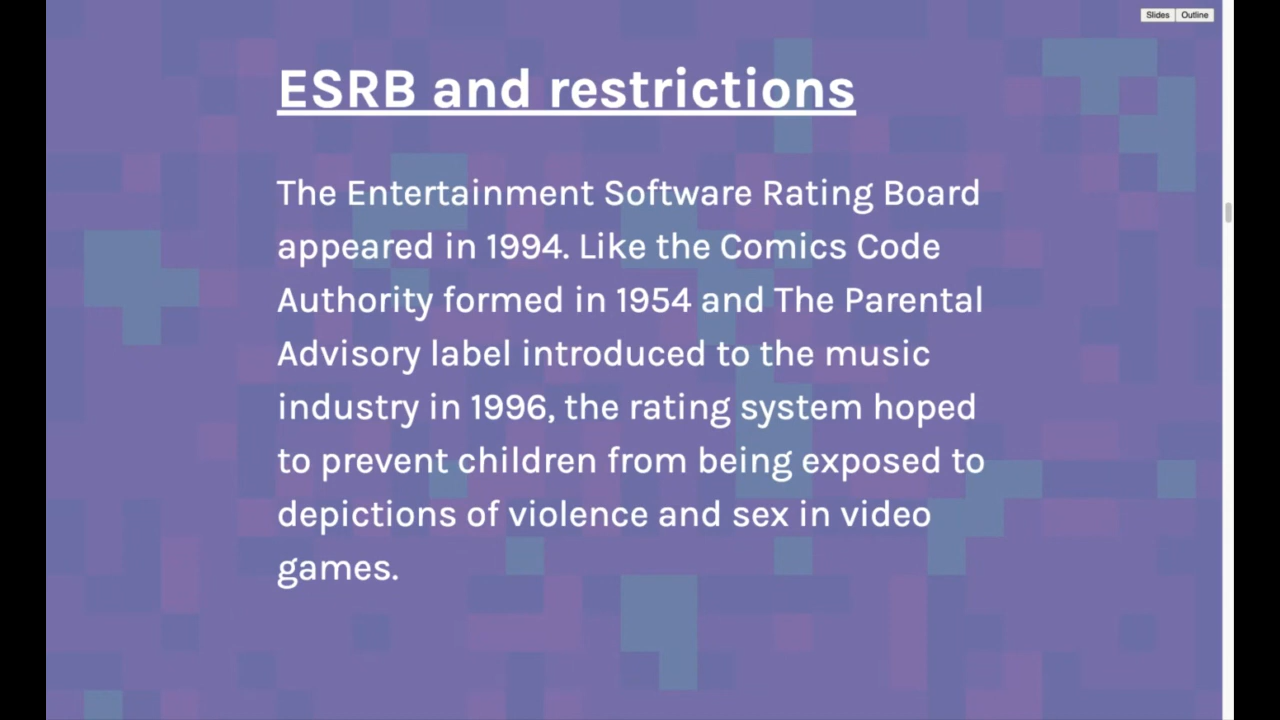 Slides Outline
ESRB and restrictions
The Entertainment Software Rating Board
appeared in 1994. Like the Comics Code
Authority formed in 1954 and The Parental
Advisory label introduced to the music
industry in 1996, the rating system hoped
to prevent children from being exposed to
depictions of violence and sex in video
games.